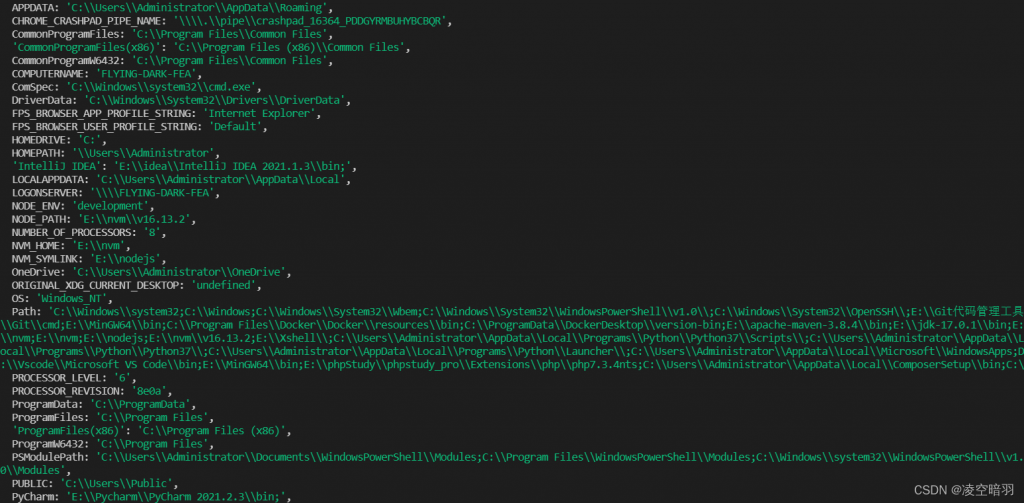 APPDATA: 'C:\\Users\\Administrator\\AppData\\Roaming',
CHROME_CRASHPAD_PIPE_NAME: '\\\\.\\pipe\\crashpad_16364_PDDGYRMBUHYBCBQR',
CommonProgramFiles: 'C:\\Program Files\\Common Files',
'CommonProgramFiles(x86)': 'C:\\Program Files (x86)\\Common Files',
CommonProgramW6432: 'C:\\Program Files\\Common Files',
COMPUTERNAME: 'FLYING-DARK-FEA',
ComSpec: 'C:\\Windows\\system32\\cmd.exe',
DriverData: 'C:\\Windows\\System32\\Drivers\\DriverData',
FPS_BROWSER_APP_PROFILE_STRING: 'Internet Explorer',
FPS_BROWSER_USER_PROFILE_STRING: 'Default',
HOMEDRIVE: 'C:',
HOMEPATH: '\\Users\\Administrator',
'IntelliJ IDEA': 'E:\\idea\\IntelliJ IDEA 2021.1.3\\bin;',
LOCALAPPDATA: 'C:\\Users\\Administrator\\AppData\\Local',
LOGONSERVER: '\\\\FLYING-DARK-FEA',
NODE_ENV: 'development',
NODE_PATH: 'E:\\nvm\\v16.13.2',
NUMBER_OF_PROCESSORS: '8',
NVM_HOME: 'E:\\nvm',
NVM_SYMLINK: 'E:\\nodejs',
OneDrive: 'C:\\Users\\Administrator\\OneDrive',
ORIGINAL_XDG_CURRENT_DESKTOP: 'undefined',
OS: 'Windows_NT',
Path: 'C:\\Windows\\system32;C:\\Windows;C:\\Windows\\System32\\Wbem;C:\\Windows\\System32\\WindowsPowerShell\\v1.0\\;C:\\Windows\\System32\\OpenSSH\\;E:\\Git代码管理工具
\\Git\\cmd;E:\\MinGW64\\bin;C:\\Program Files\\Docker\\Docker\\resources\\bin;C:\\ProgramData\\DockerDesktop\\version-bin;E:\\apache-maven-3.8.4\\bin;E:\\jdk-17.0.1\\bin;E:
\\nvm;E:\\nvm;E:\\nodejs;E:\\nvm\\v16.13.2;E:\\Xshell\\;C:\\Users\\Administrator\\AppData\\Local\\Programs\\Python\\Python37\\Scripts\\;C:\\Users\\Administrator\\AppData\\L
ocal\\Programs\\Python\\Python37\\;C:\\Users\\Administrator\\AppData\\Local\\Programs\\Python\\Launcher\\;C:\\Users\\Administrator\\AppData\\Local\\Microsoft\\WindowsApps;D
:\\Vscode\\Microsoft VS Code\\bin;E:\\MinGW64\\bin;E:\\phpStudy\\phpstudy_pro\\Extensions\\php\\php7.3.4nts;C:\\Users\\Administrator\\AppData\\Local\\ComposerSetup\\bin;C:\
PROCESSOR_LEVEL: '6',
PROCESSOR_REVISION: '8e0a',
ProgramData: 'C:\\ProgramData',
ProgramFiles: 'C:\\Program Files',
'ProgramFiles(x86)': 'C:\\Program Files (x86)',
ProgramW6432: 'C:\\Program Files',
PSModulePath: 'C:\\Users\\Administrator\\Documents\\WindowsPowerShell\\Modules;C:\\Program Files\\WindowsPowerShell\\Modules;C:\\Windows\\system32\\WindowsPowerShell\\v1.
0\\Modules',
PUBLIC: 'C:\\Users\\Public',
PyCharm: 'E:\\Pycharm\\PyCharm 2021.2.3\\bin;',
CSDN @凌空暗羽